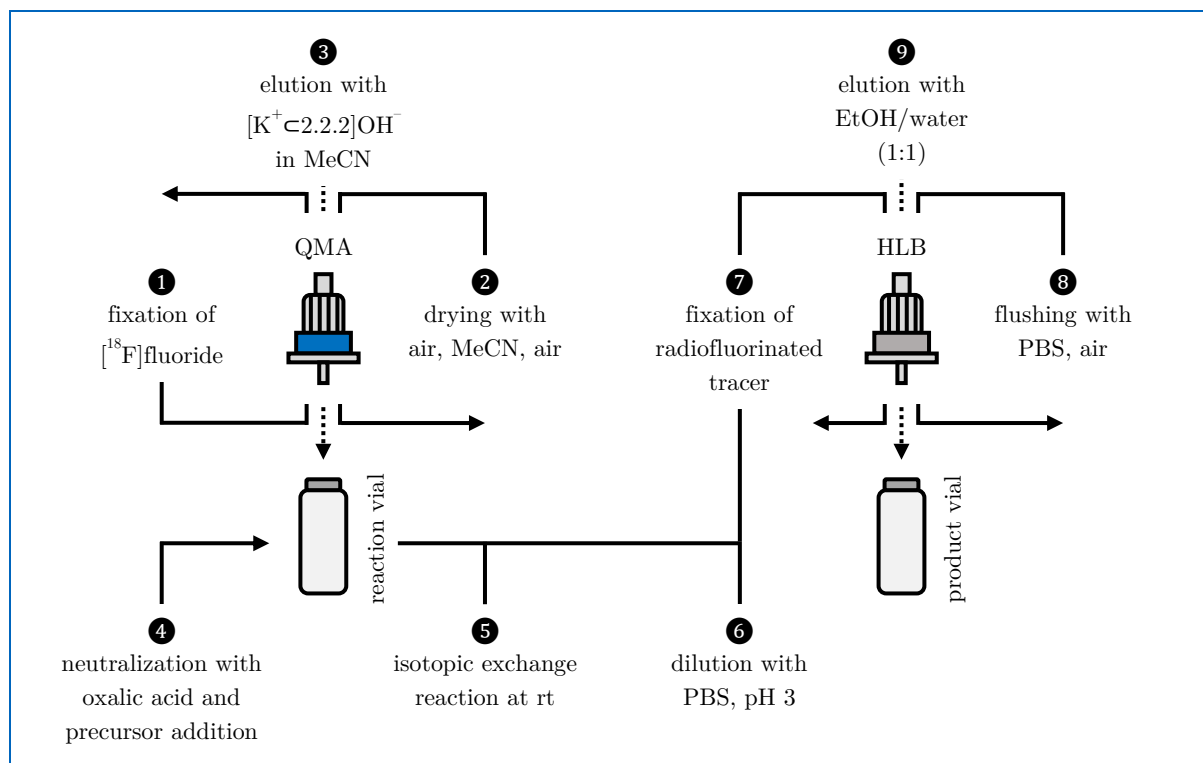 ❸
elution with
[K⁺⊂2.2.2]OH⁻
in MeCN
❾
elution with
EtOH/water
(1:1)
QMA
HLB
❶
fixation of
[¹⁸F]fluoride
❷
drying with
air, MeCN, air
❼
fixation of
radiofluorinated
tracer
❽
flushing with
PBS, air
reaction vial
product vial
❹
neutralization with
oxalic acid and
precursor addition
❺
isotopic exchange
reaction at rt
❻
dilution with
PBS, pH 3